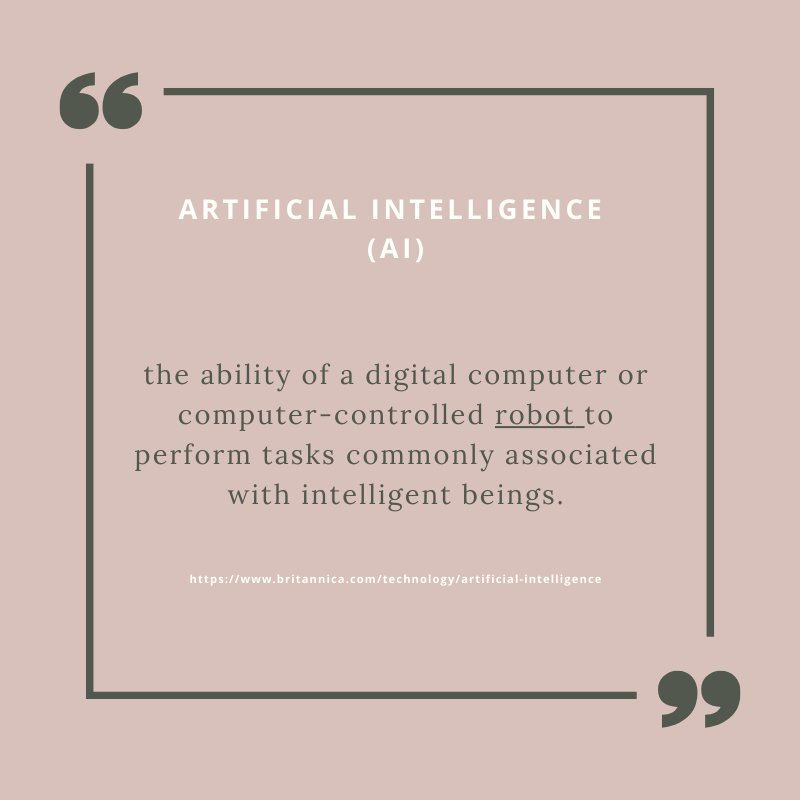 ARTIFICIAL INTELLIGENCE
(AI)
the ability of a digital computer or
computer-controlled robot to
perform tasks commonly associated
with intelligent beings.
https://www.britannica.com/technology/artificial-intelligence